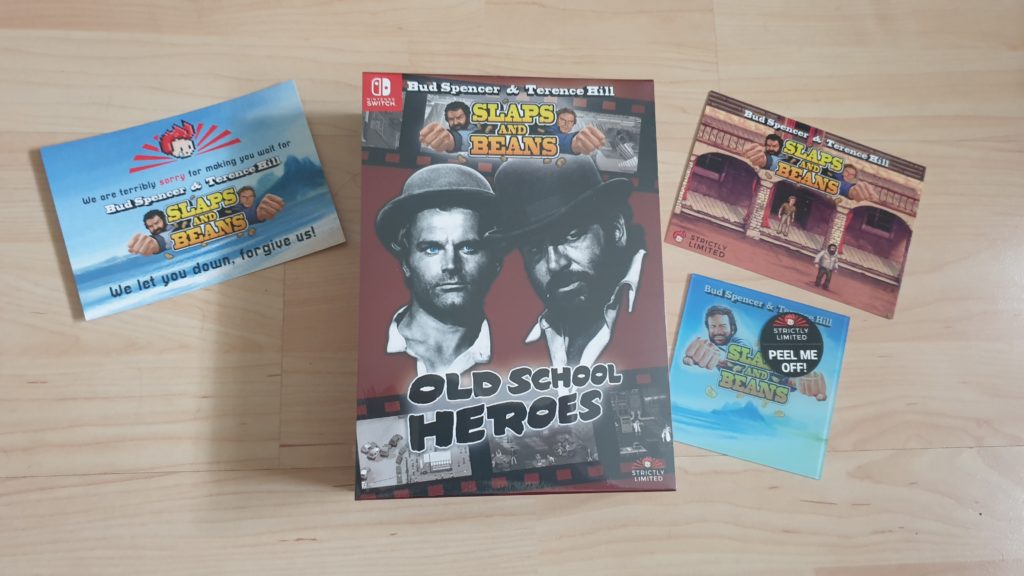 We are terribly sorry for making you wait for
Bud Spencer & Terence Hill
SLAPS
AND
BEANS
We let you down, forgive us!
NINTENDO
SWITCH
Bud Spencer & Terence Hill
SLAPS
AND
BEANS
OLD SCHOOL
HEROES
STRICTLY
LIMITED
Bud Spencer & Terence Hill
SLAPS
AND
BEANS
STRICTLY
LIMITED
Bud Spencer & Terence Hill
SLAPS
AND
BEANS
STRICTLY
LIMITED
PEEL ME
OFF!